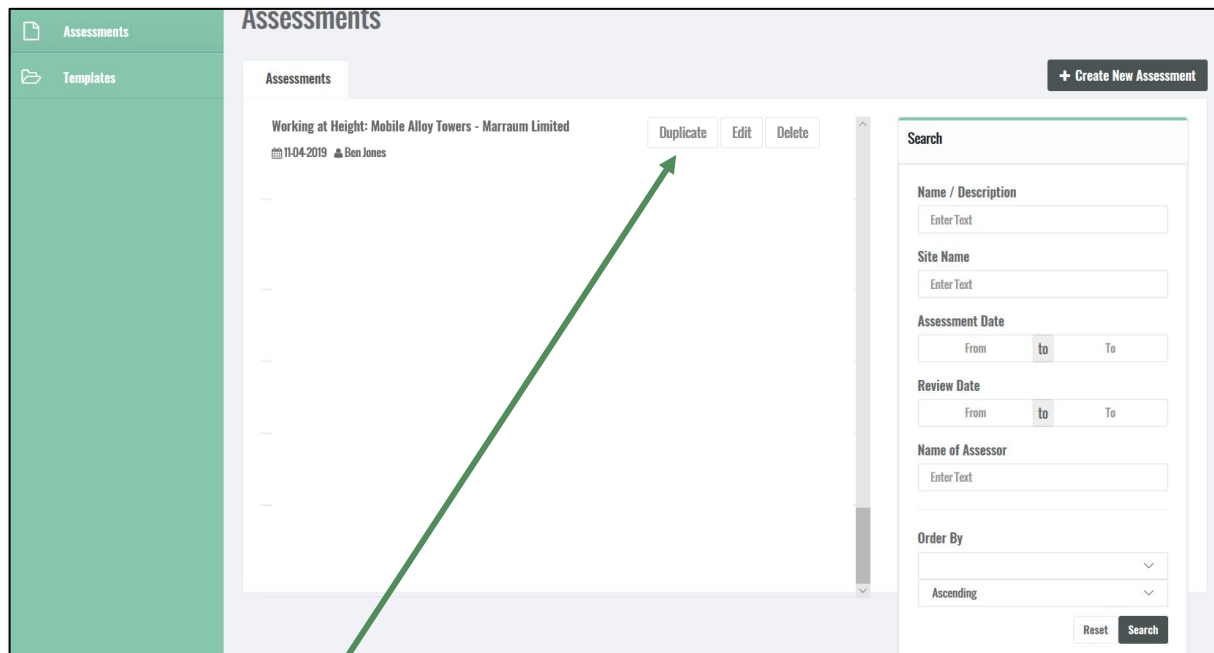 Assessments
Templates
Assessments
Assessments
+ Create New Assessment
Working at Height: Mobile Alloy Towers - Marraum Limited
11-04-2019 Ben Jones
Duplicate Edit Delete
Search
Name / Description
Enter Text
Site Name
Enter Text
Assessment Date
From to To
Review Date
From to To
Name of Assessor
Enter Text
Order By
Ascending
Reset Search